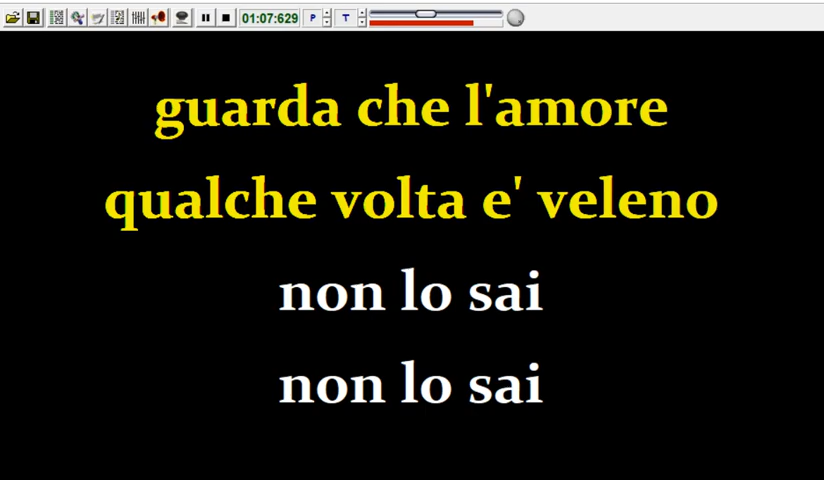 01:07:629 P T
guarda che l'amore
qualche volta e' veleno
non lo sai
non lo sai